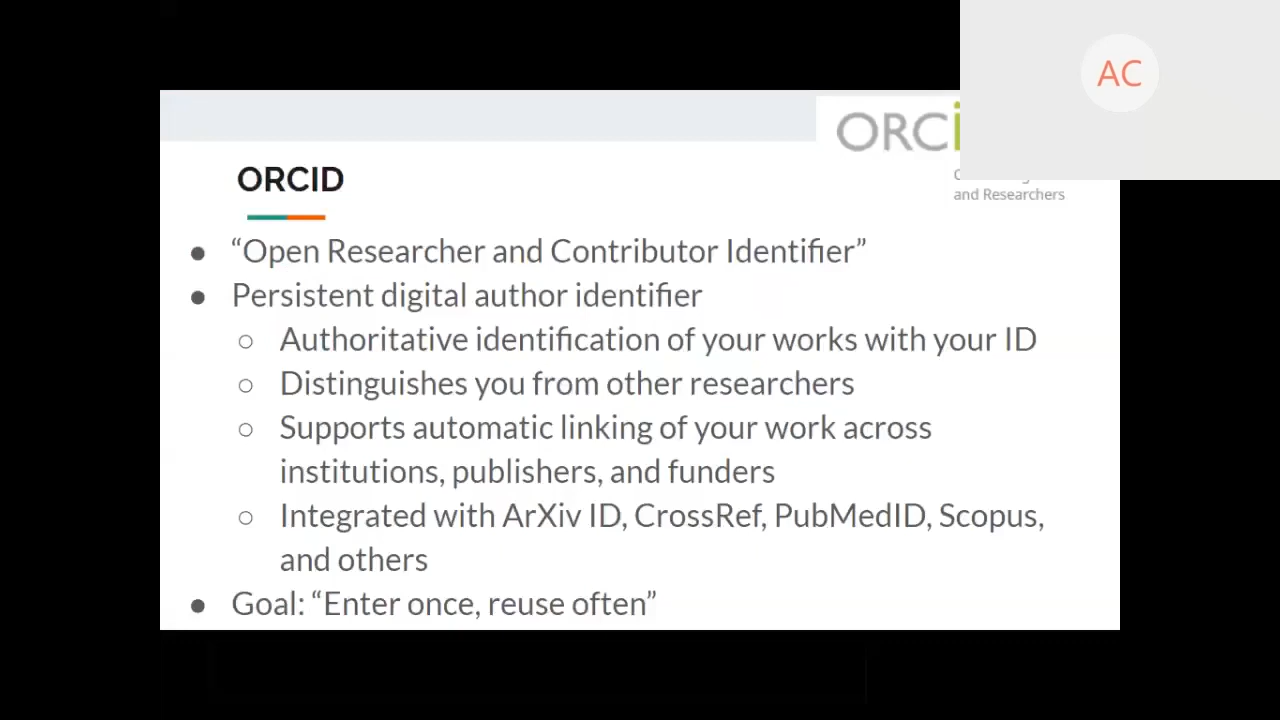 AC
ORCi
and Researchers
ORCID
● “Open Researcher and Contributor Identifier”
● Persistent digital author identifier
○ Authoritative identification of your works with your ID
○ Distinguishes you from other researchers
○ Supports automatic linking of your work across
institutions, publishers, and funders
○ Integrated with ArXiv ID, CrossRef, PubMedID, Scopus,
and others
● Goal: “Enter once, reuse often”